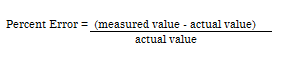 Percent Error = (measured value - actual value)
actual value